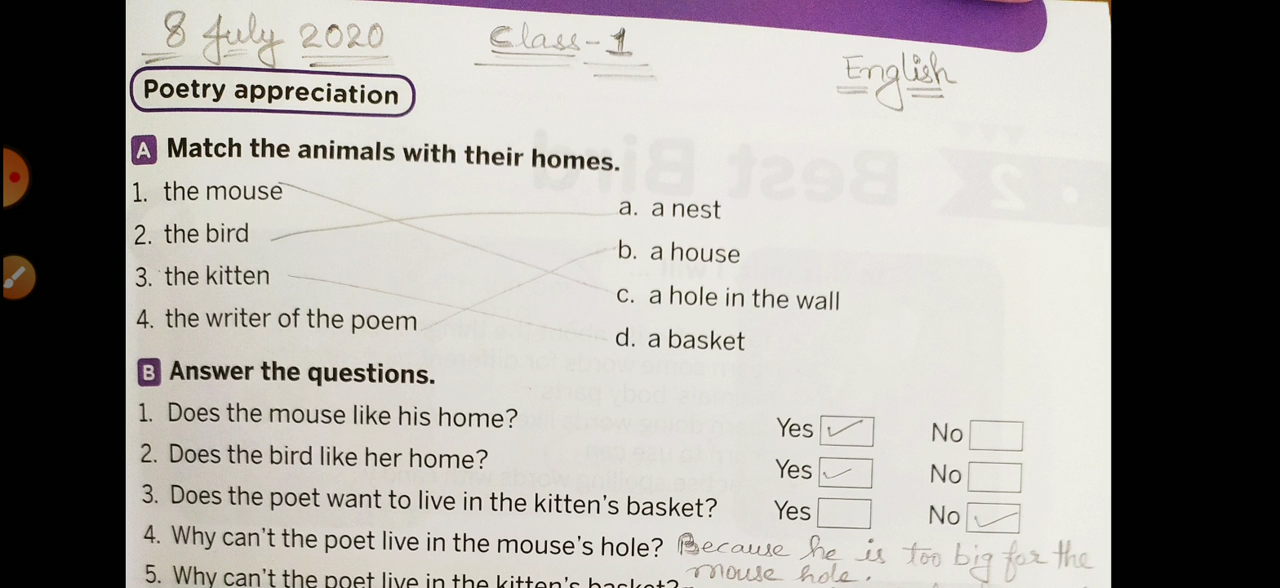 8 July 2020 Class-1 English
Poetry appreciation
A Match the animals with their homes.
1. the mouse a. a nest
2. the bird b. a house
3. the kitten c. a hole in the wall
4. the writer of the poem d. a basket
B Answer the questions.
1. Does the mouse like his home? Yes No
2. Does the bird like her home? Yes No
3. Does the poet want to live in the kitten's basket? Yes No
4. Why can't the poet live in the mouse's hole? Because he is too big for the
mouse hole.
5. Why can't the poet live in the kitten's basket?